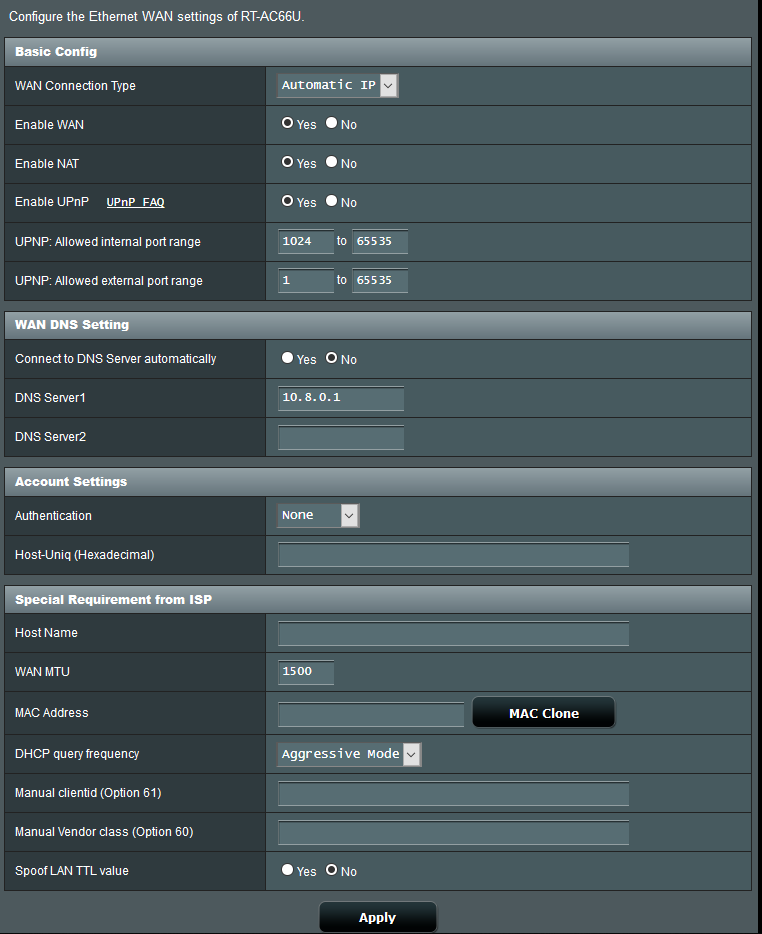 Configure the Ethernet WAN settings of RT-AC66U.
Basic Config
WAN Connection Type Automatic IP
Enable WAN Yes No
Enable NAT Yes No
Enable UPnP UPnP FAQ Yes No
UPNP: Allowed internal port range 1024 to 65535
UPNP: Allowed external port range 1 to 65535
WAN DNS Setting
Connect to DNS Server automatically Yes No
DNS Server1 10.8.0.1
DNS Server2
Account Settings
Authentication None
Host-Uniq (Hexadecimal)
Special Requirement from ISP
Host Name
WAN MTU 1500
MAC Address MAC Clone
DHCP query frequency Aggressive Mode
Manual clientid (Option 61)
Manual Vendor class (Option 60)
Spoof LAN TTL value Yes No
Apply